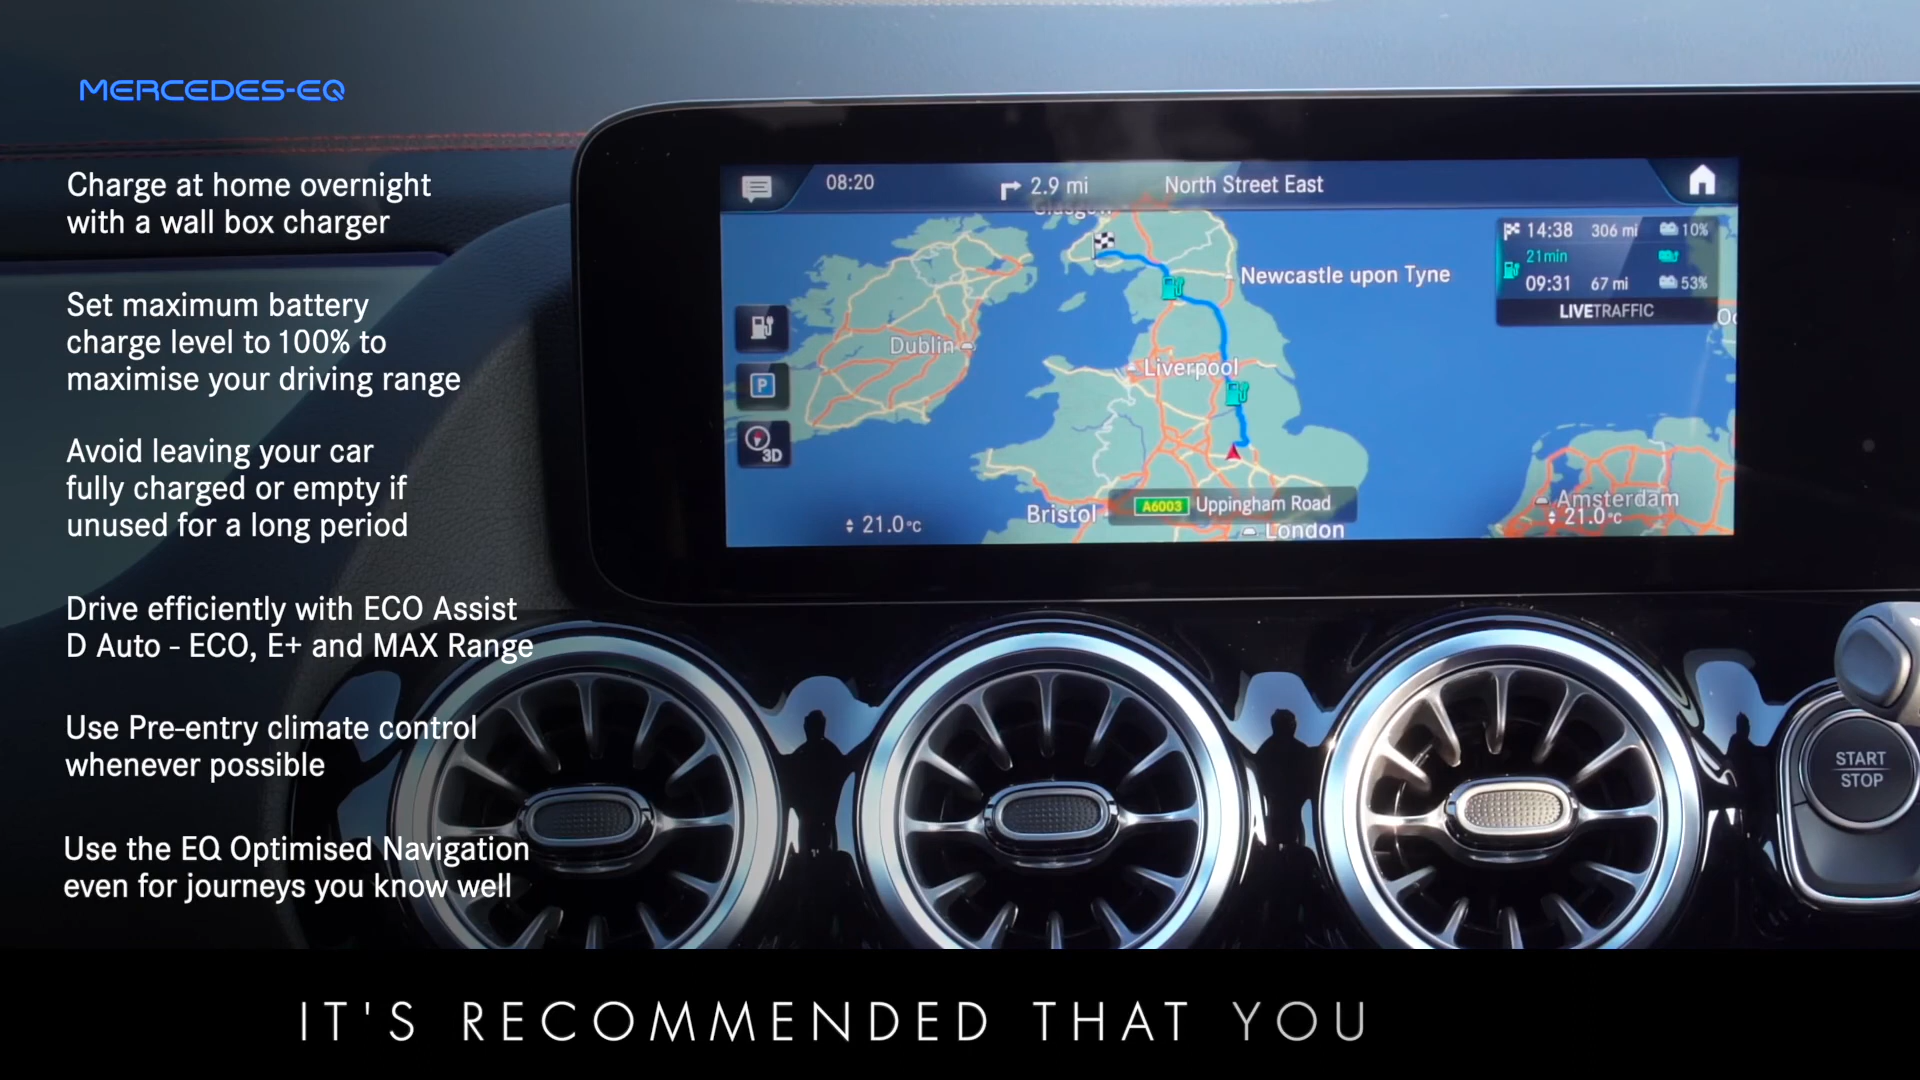 MERCEDES-EQ
Charge at home overnight
with a wall box charger
Set maximum battery
charge level to 100% to
maximise your driving range
Avoid leaving your car
fully charged or empty if
unused for a long period
Drive efficiently with ECO Assist
D Auto - ECO, E+ and MAX Range
Use Pre-entry climate control
whenever possible
Use the EQ Optimised Navigation
even for journeys you know well
08:20
2.9 mi
North Street East
Glasgow
14:38 306 mi 10%
21min
09:31 67 mi 53%
LIVETRAFFIC
Newcastle upon Tyne
Dublin
Liverpool
P
3D
A6003 Uppingham Road
Bristol
London
Amsterdam
21.0°C
21.0°C
START
STOP
IT'S RECOMMENDED THAT YOU